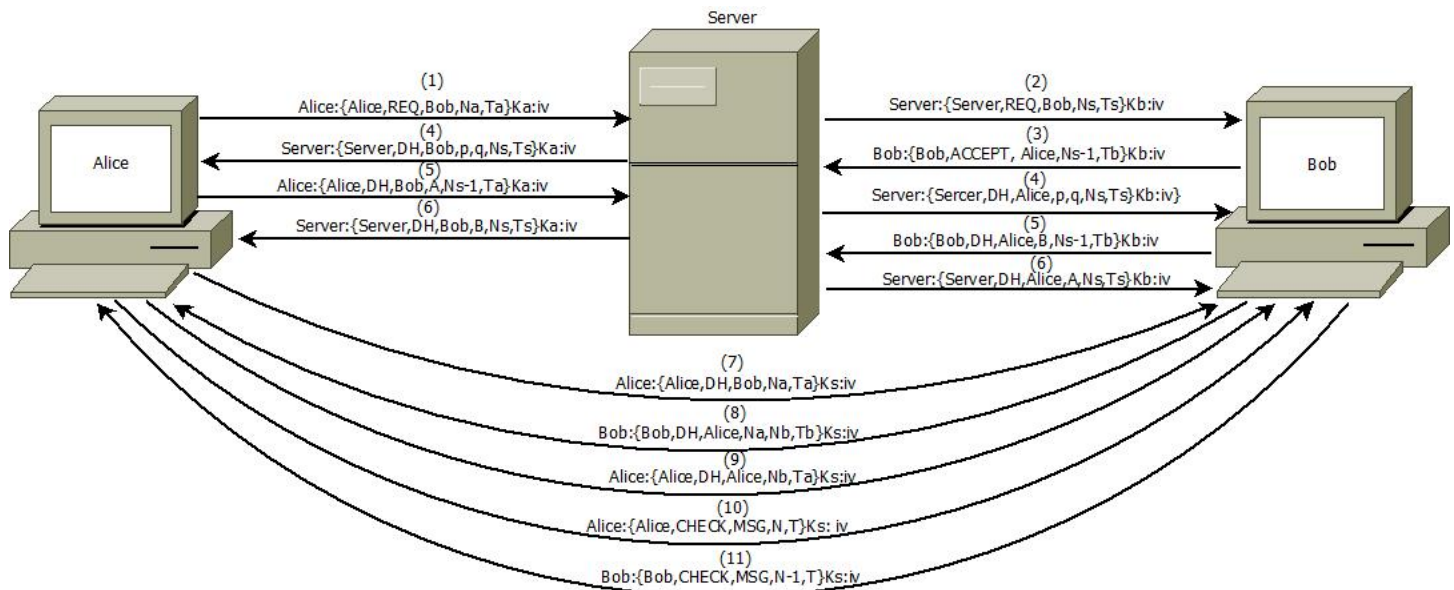 Server
(1)
Alice:{Alice,REQ,Bob,Na,Ta}Ka:iv
(4)
Server:{Server,DH,Bob,p,q,Ns,Ts}Ka:iv
(5)
Alice:{Alice,DH,Bob,A,Ns-1,Ta}Ka:iv
(6)
Server:{Server,DH,Bob,B,Ns,Ts}Ka:iv
Alice
(2)
Server:{Server,REQ,Bob,Ns,Ts}Kb:iv
(3)
Bob:{Bob,ACCEPT, Alice,Ns-1,Tb}Kb:iv
(4)
Server:{Sercer,DH,Alice,p,q,Ns,Ts}Kb:iv}
(5)
Bob:{Bob,DH,Alice,B,Ns-1,Tb}Kb:iv
(6)
Server:{Server,DH,Alice,A,Ns,Ts}Kb:iv
Bob
(7)
Alice:{Alice,DH,Bob,Na,Ta}Ks:iv
(8)
Bob:{Bob,DH,Alice,Na,Nb,Tb}Ks:iv
(9)
Alice:{Alice,DH,Alice,Nb,Ta}Ks:iv
(10)
Alice:{Alice,CHECK,MSG,N,T}Ks: iv
(11)
Bob:{Bob,CHECK,MSG,N-1,T}Ks:iv